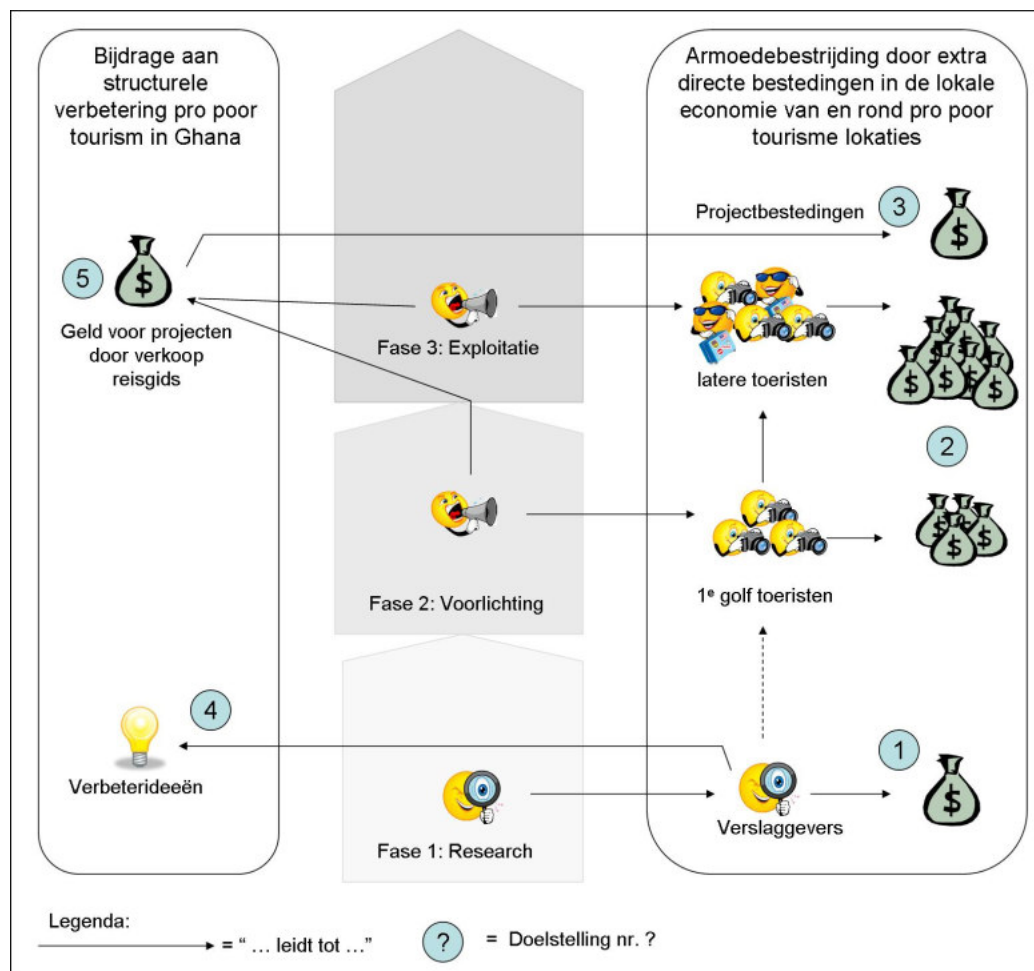 Bijdrage aan
structurele
verbetering pro poor
tourism in Ghana
Armoedebestrijding door extra
directe bestedingen in de lokale
economie van en rond pro poor
tourisme lokaties
Projectbestedingen
3
$
5
$
Geld voor projecten
door verkoop
reisgids
Fase 3: Exploitatie
latere toeristen
$ $ $ $ $ $ $ $
2
Fase 2: Voorlichting
1e golf toeristen
$ $ $ $
4
Verbeterideeën
Fase 1: Research
Verslaggevers
1
$
Legenda:
= " ... leidt tot ..."
?
= Doelstelling nr. ?